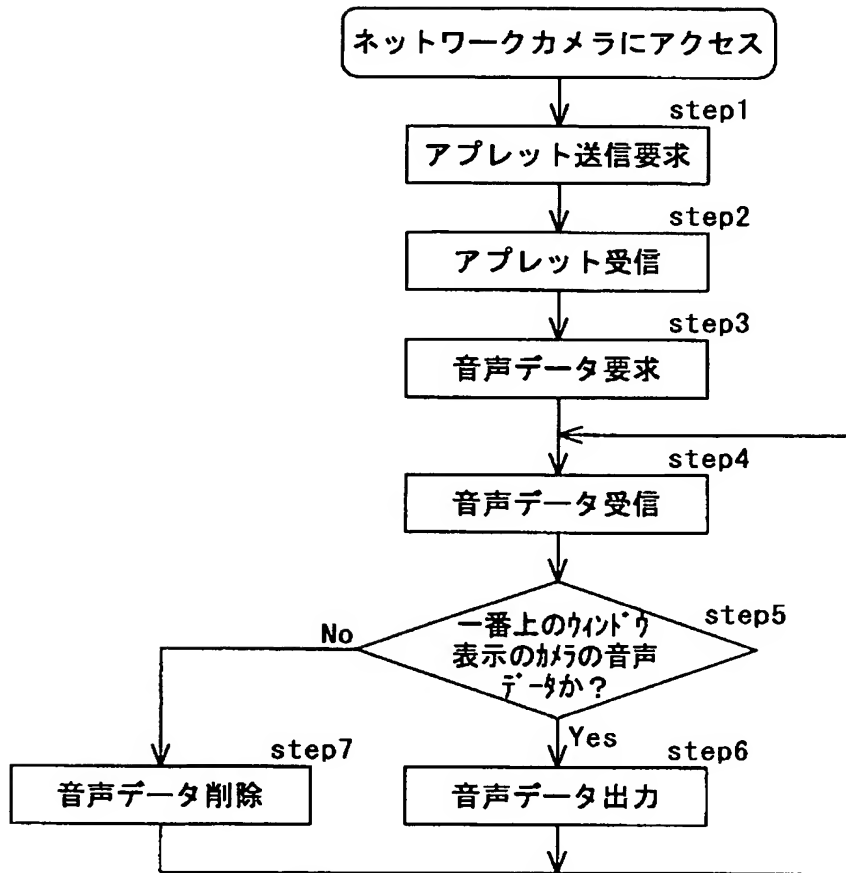 ネットワークカメラにアクセス
step1
アプレット送信要求
step2
アプレット受信
step3
音声データ要求
step4
音声データ受信
step5
一番上のウィンドウ
表示のカメラの音声
データか?
No
Yes
step7
音声データ削除
step6
音声データ出力